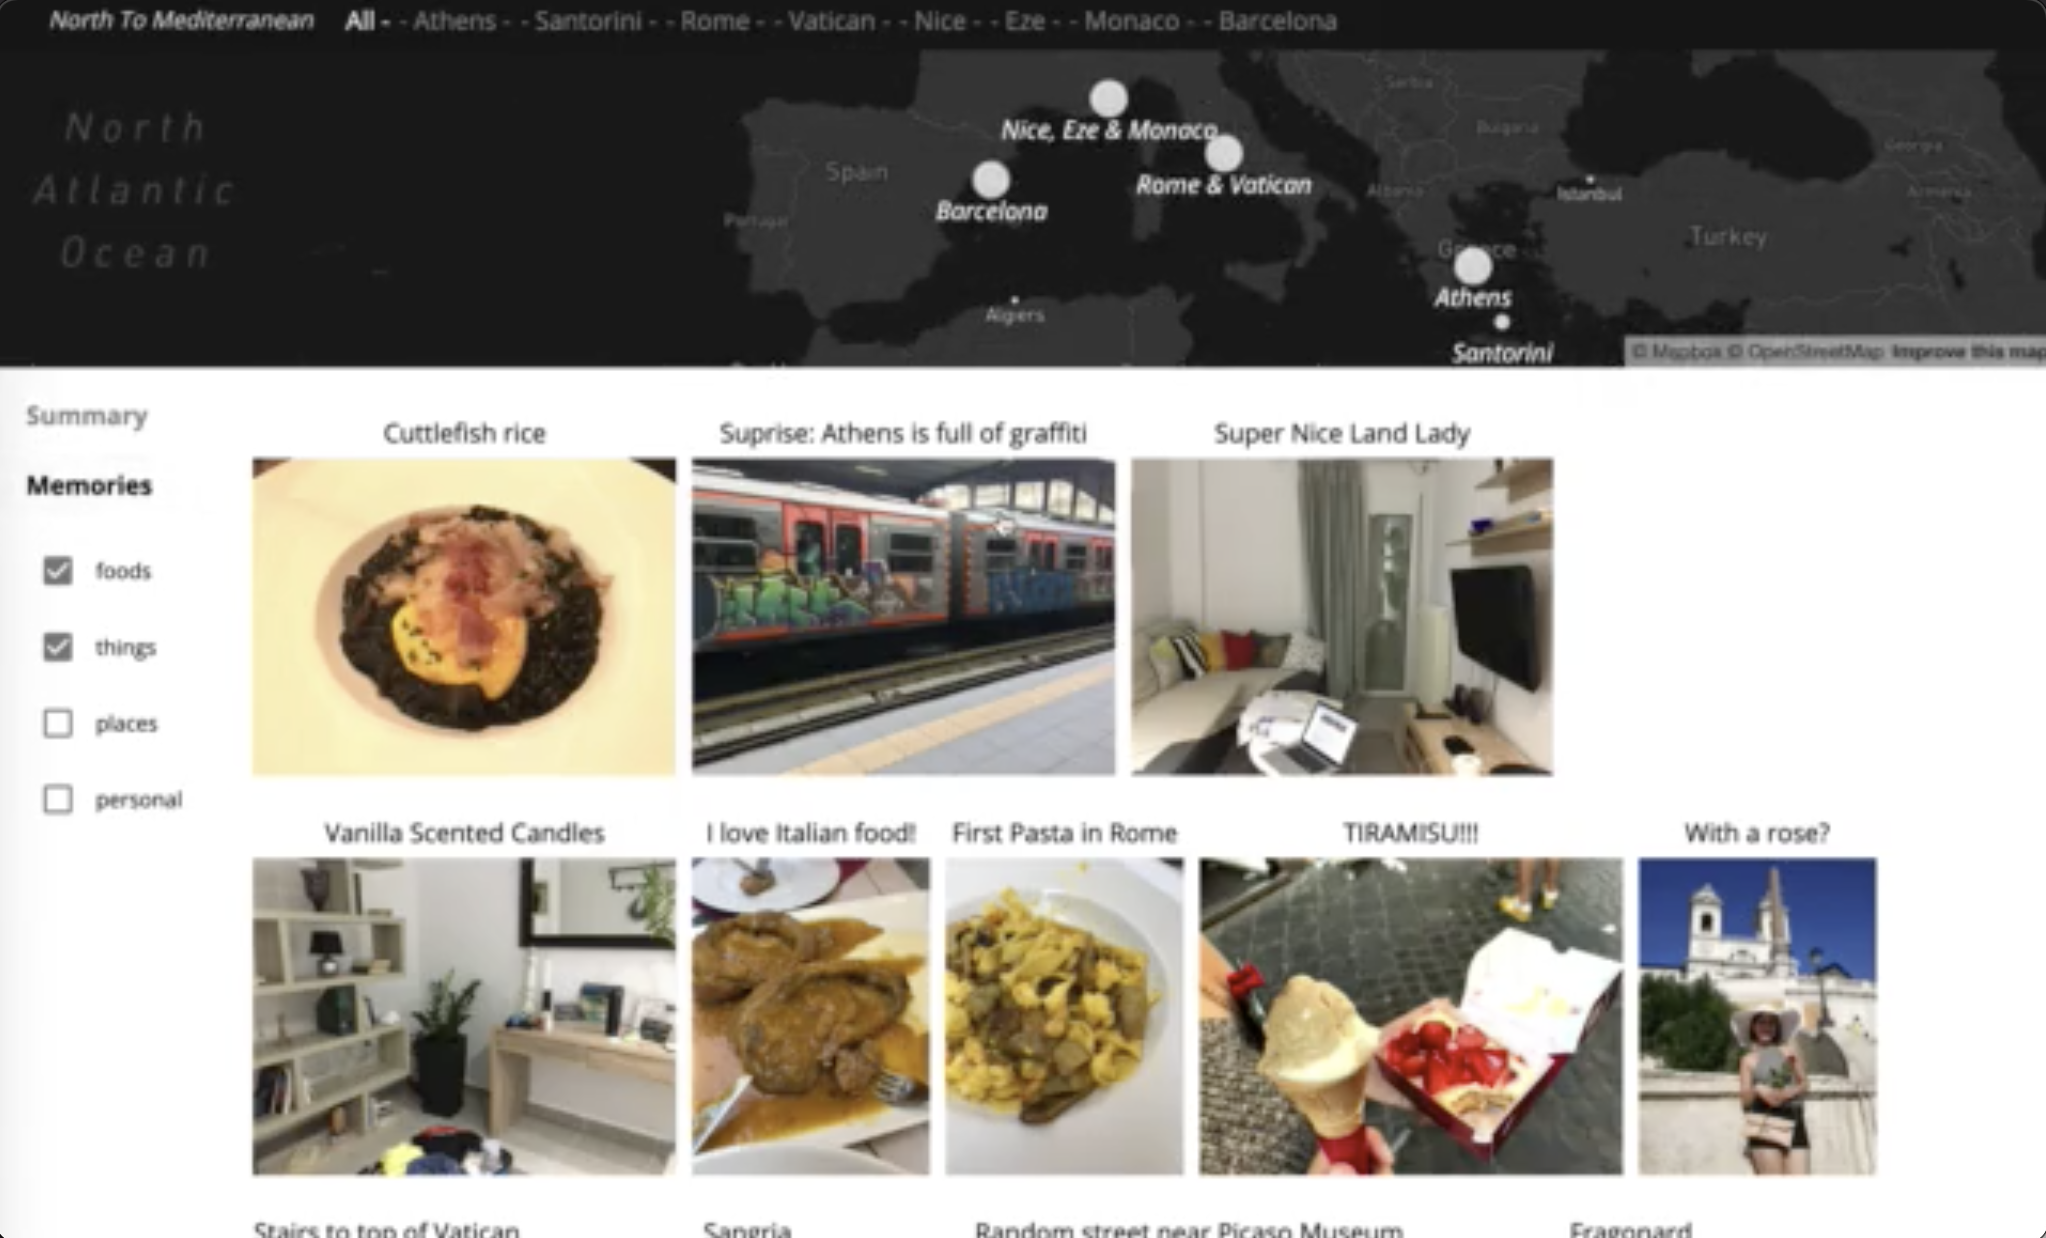 North To Mediterranean All - - Athens - - Santorini - - Rome - - Vatican - - Nice - - Eze - - Monaco - - Barcelona
North
Atlantic
Ocean
Serbia
Bulgaria
Georgia
Nice, Eze & Monaco
Spain
Rome & Vatican
Albania
Istanbul
Armenia
Barcelona
Portugal
Turkey
Greece
Athens
Algiers
Santorini
© Mapbox © OpenStreetMap Improve this map
Summary
Memories
foods
things
places
personal
Cuttlefish rice
Suprise: Athens is full of graffiti
Super Nice Land Lady
Vanilla Scented Candles
I love Italian food!
First Pasta in Rome
TIRAMISU!!!
With a rose?
Stairs to top of Vatican
Sangria
Random street near Picaso Museum
Fragonard